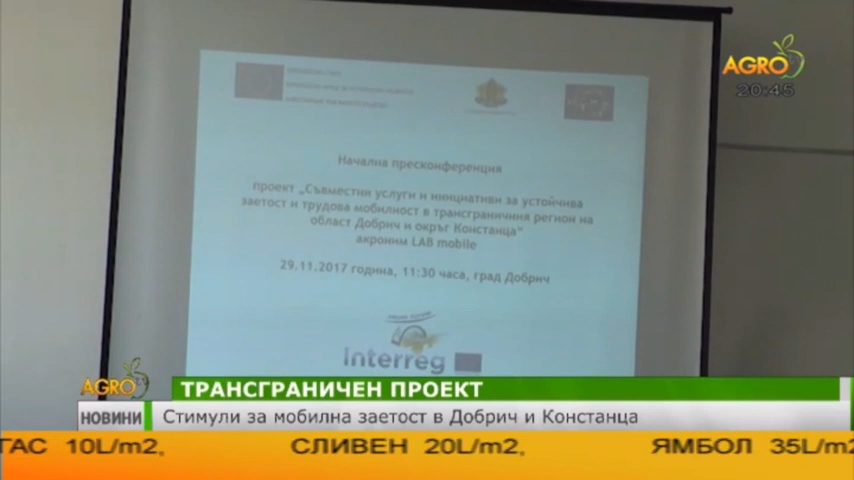 AGRO
20:45
Начална пресконференция
проект „Съвместни услуги и инициативи за устойчива
заетост и трудова мобилност в трансграничния регион на
област Добрич и окръг Констанца“
акроним LAB mobile
29.11.2017 година, 11:30 часа, град Добрич
Interreg
AGRO
ТРАНСГРАНИЧЕН ПРОЕКТ
НОВИНИ
Стимули за мобилна заетост в Добрич и Констанца
ГАС 10L/m2, СЛИВЕН 20L/m2, ЯМБОЛ 35L/m2